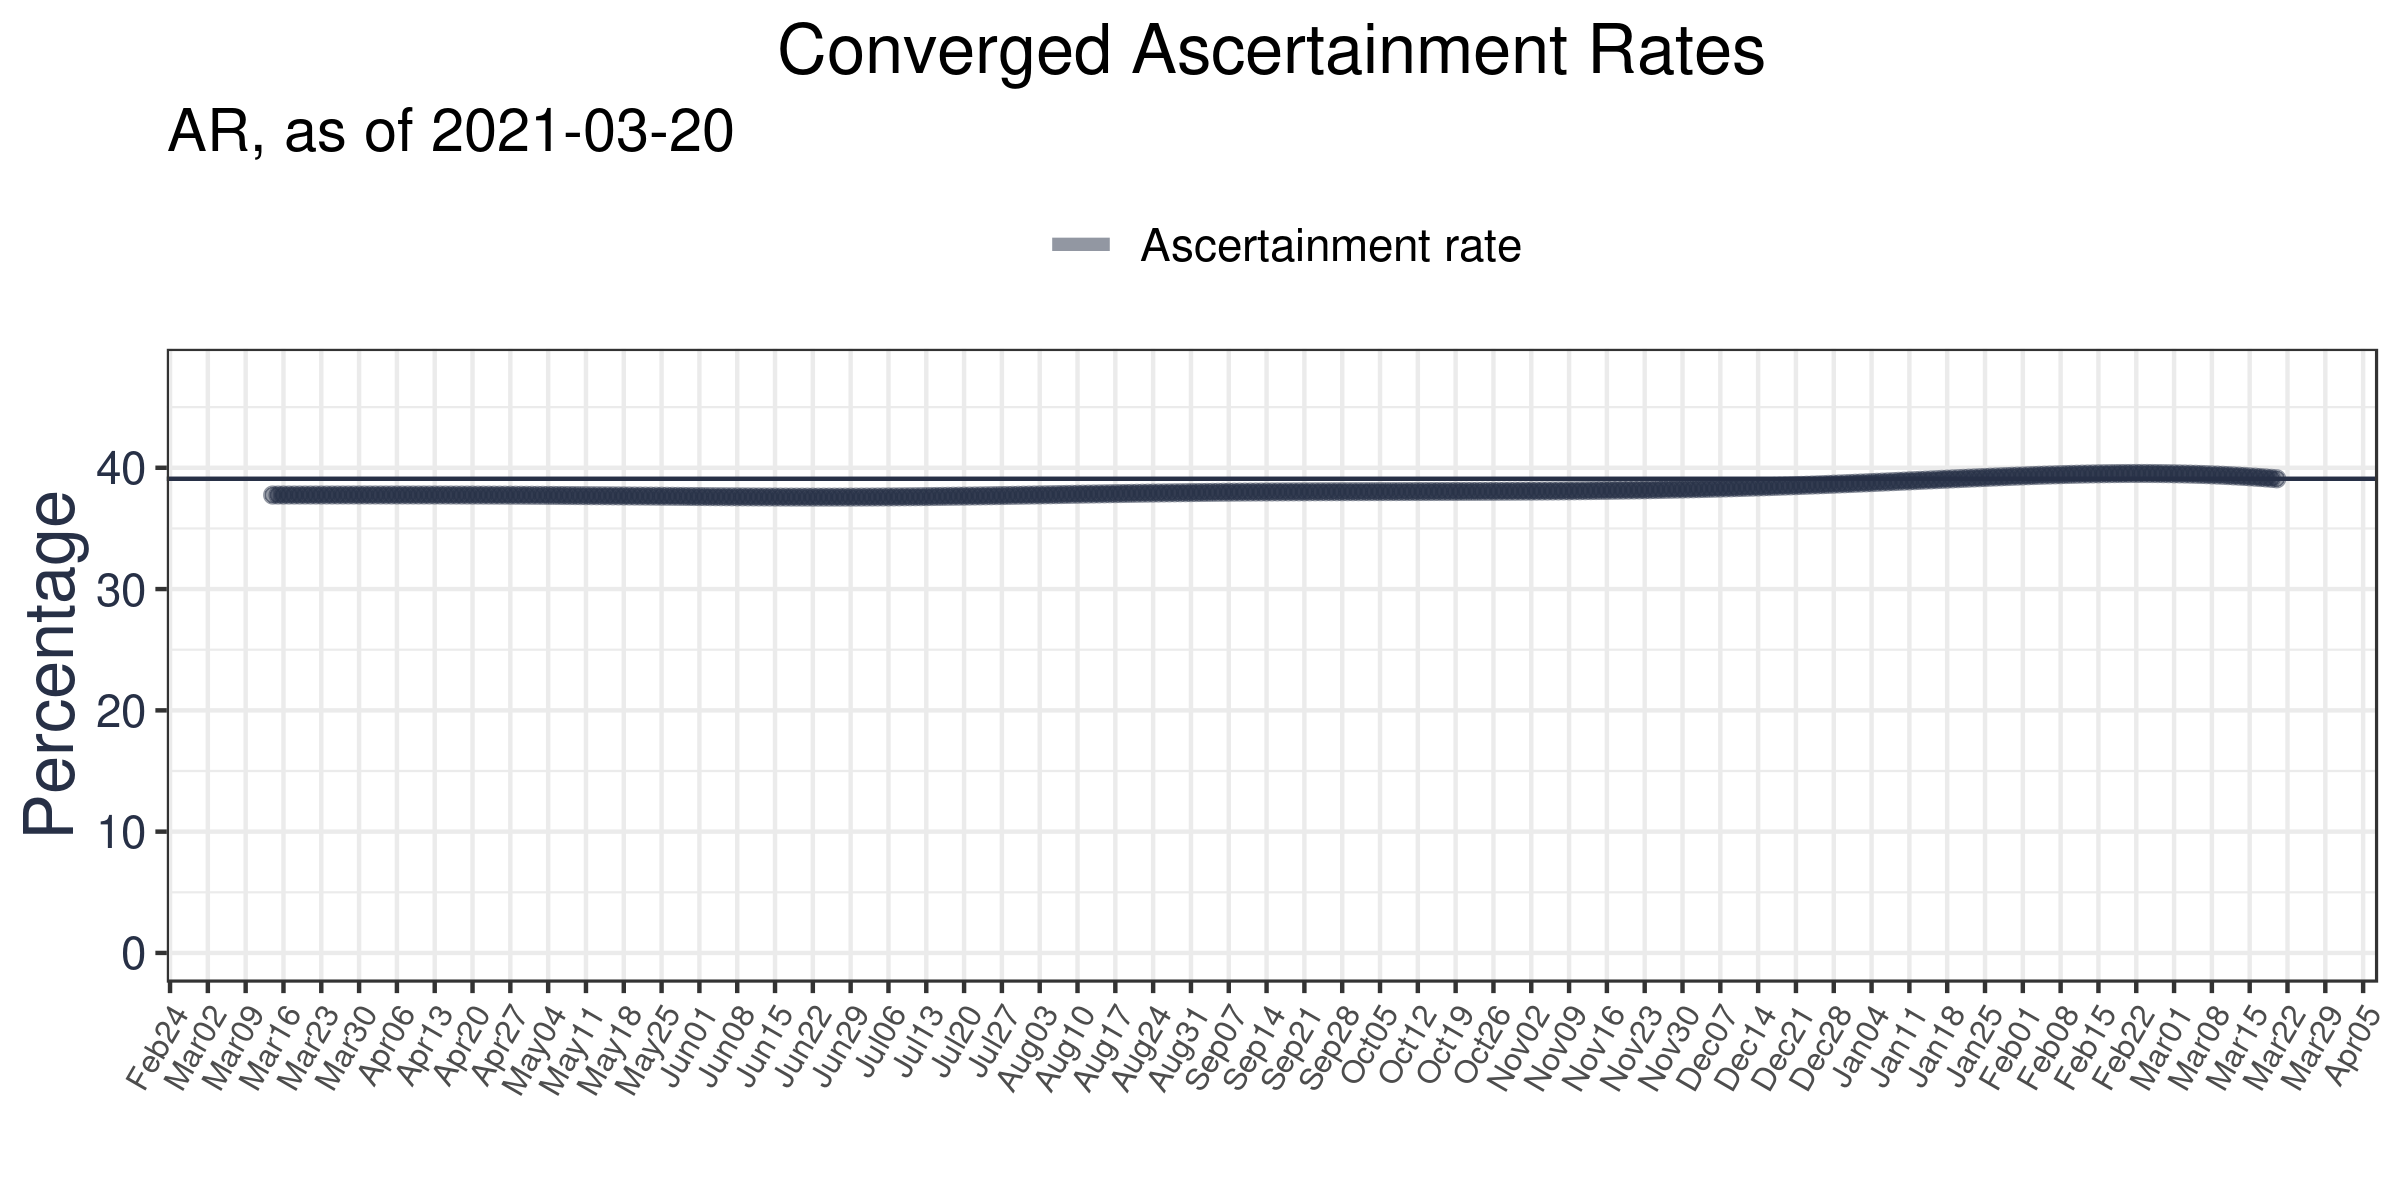 Converged Ascertainment Rates
AR, as of 2021-03-20
Ascertainment rate
Percentage
40
30
20
10
0
Feb24 Mar02 Mar09 Mar16 Mar23 Mar30 Apr06 Apr13 Apr20 Apr27 May04 May11 May18 May25 Jun01 Jun08 Jun15 Jun22 Jun29 Jul06 Jul13 Jul20 Jul27 Aug03 Aug10 Aug17 Aug24 Aug31 Sep07 Sep14 Sep21 Sep28 Oct05 Oct12 Oct19 Oct26 Nov02 Nov09 Nov16 Nov23 Nov30 Dec07 Dec14 Dec21 Dec28 Jan04 Jan11 Jan18 Jan25 Feb01 Feb08 Feb15 Feb22 Mar01 Mar08 Mar15 Mar22 Mar29 Apr05